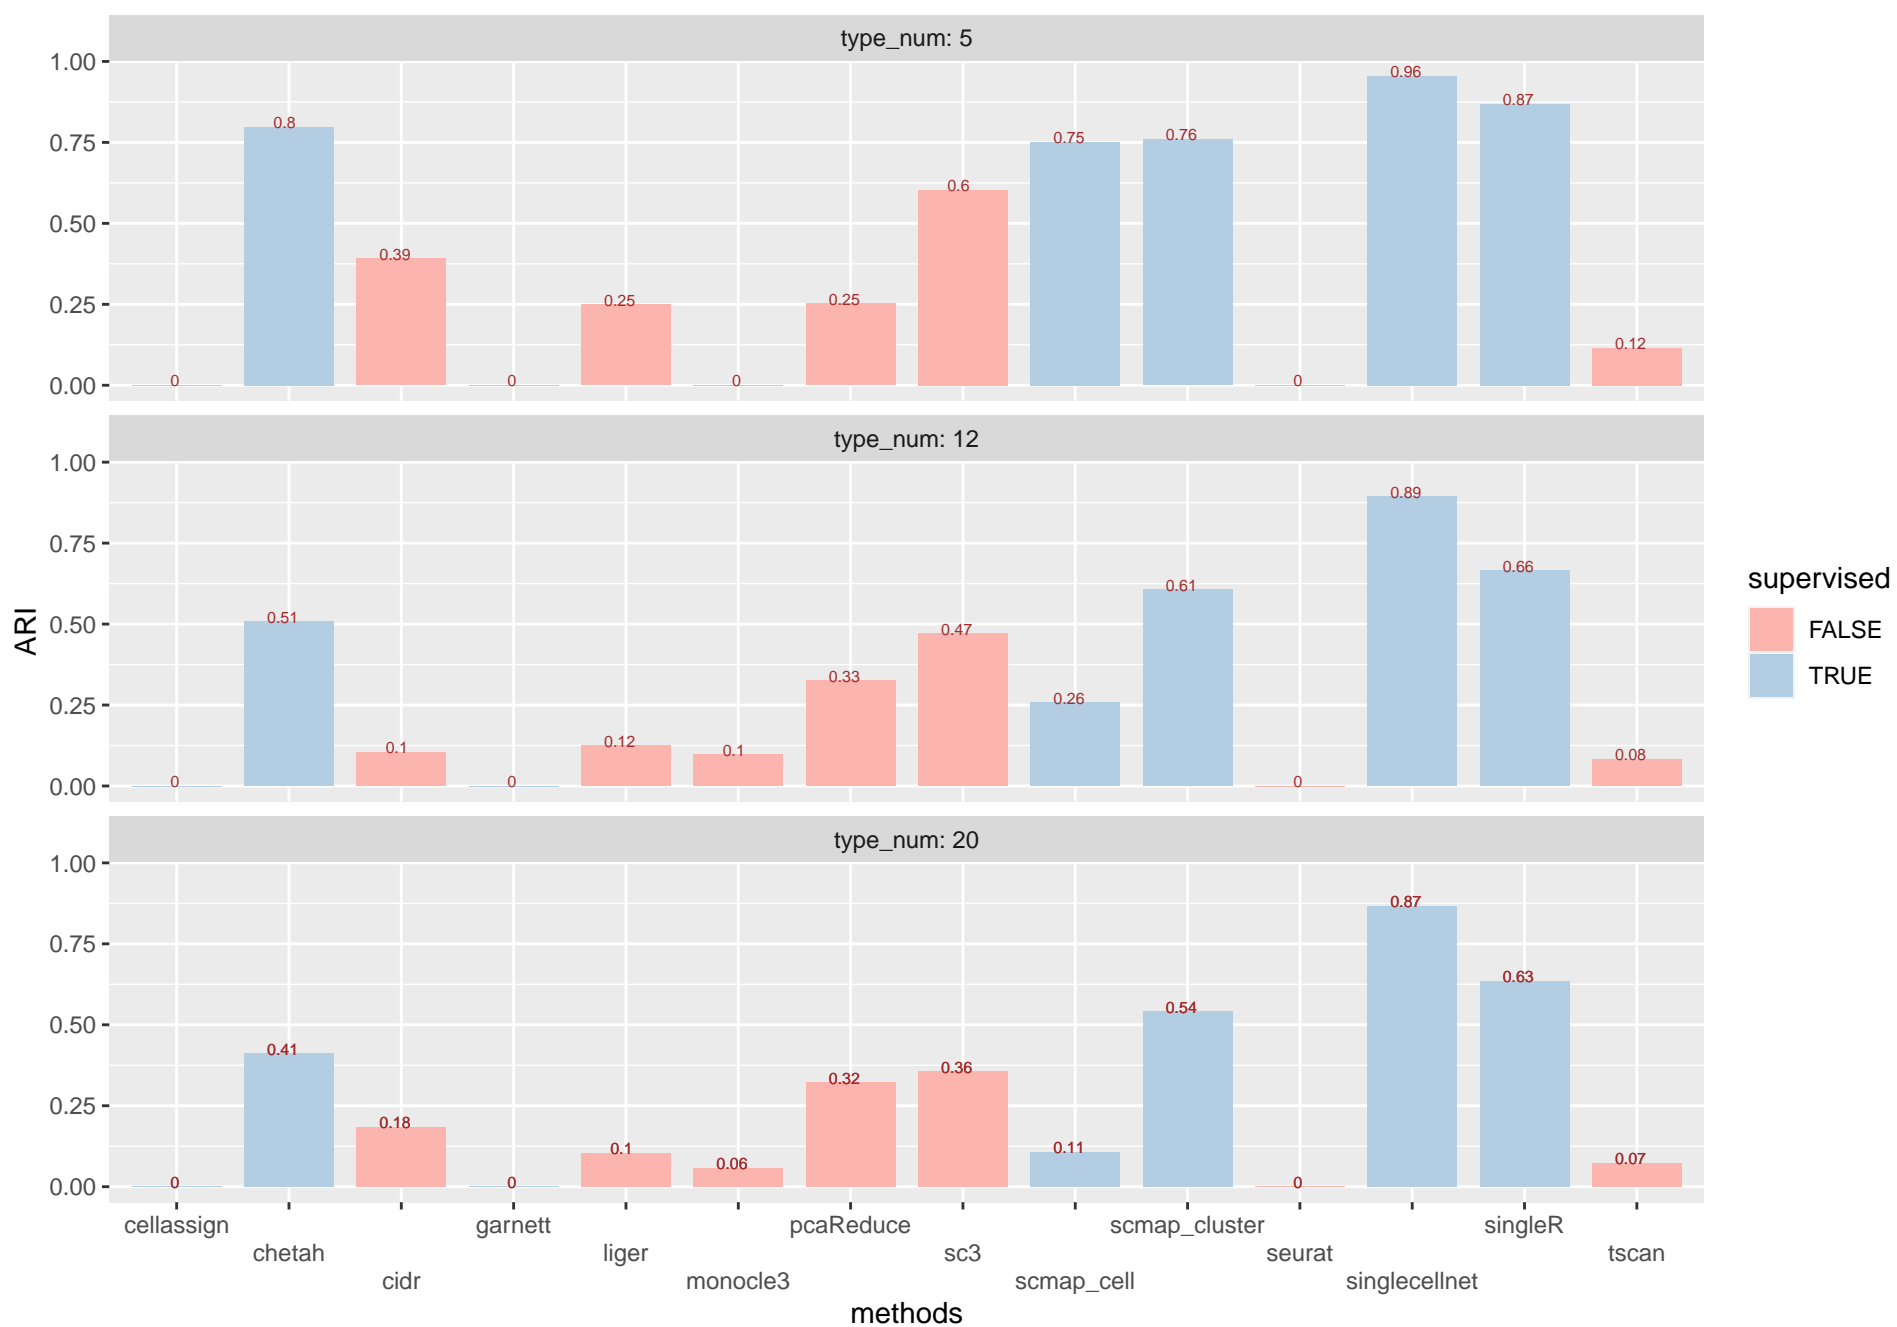 type_num: 5
1.00
0.75
0.50
0.25
0.00
0
0.8
0.39
0
0.25
0
0.25
0.6
0.75
0.76
0
0.96
0.87
0.12
type_num: 12
1.00
0.75
0.50
0.25
0.00
0
0.51
0.1
0
0.12
0.1
0.33
0.47
0.26
0.61
0
0.89
0.66
0.08
type_num: 20
1.00
0.75
0.50
0.25
0.00
0
0.41
0.18
0
0.1
0.06
0.32
0.36
0.11
0.54
0
0.87
0.63
0.07
cellassign
chetah
cidr
garnett
liger
monocle3
pcaReduce
sc3
scmap_cell
scmap_cluster
seurat
singlecellnet
singleR
tscan
methods
ARI
supervised
FALSE
TRUE